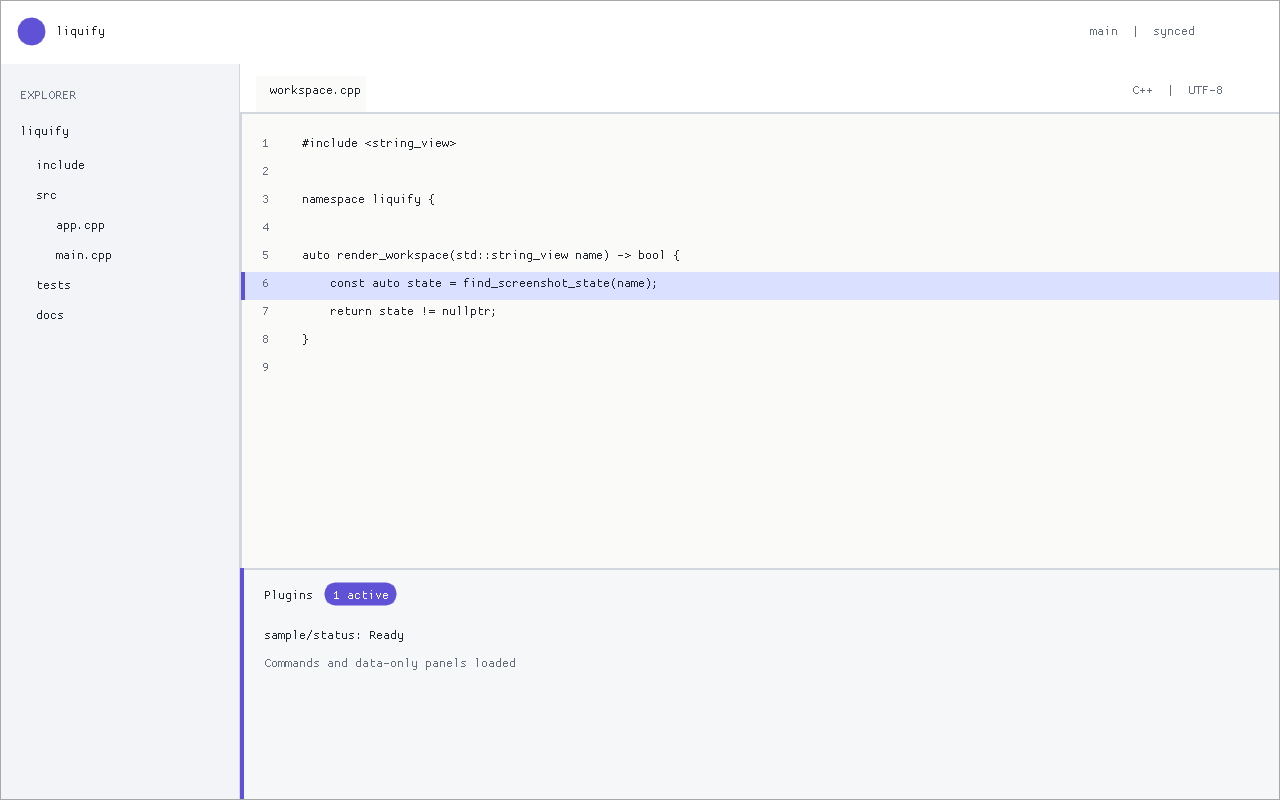 liquify
main | synced
EXPLORER
liquify
include
src
app.cpp
main.cpp
tests
docs
workspace.cpp
C++ | UTF-8
1 #include <string_view>
2
3 namespace liquify {
4
5 auto render_workspace(std::string_view name) -> bool {
6     const auto state = find_screenshot_state(name);
7     return state != nullptr;
8 }
9
Plugins 1 active
sample/status: Ready
Commands and data-only panels loaded